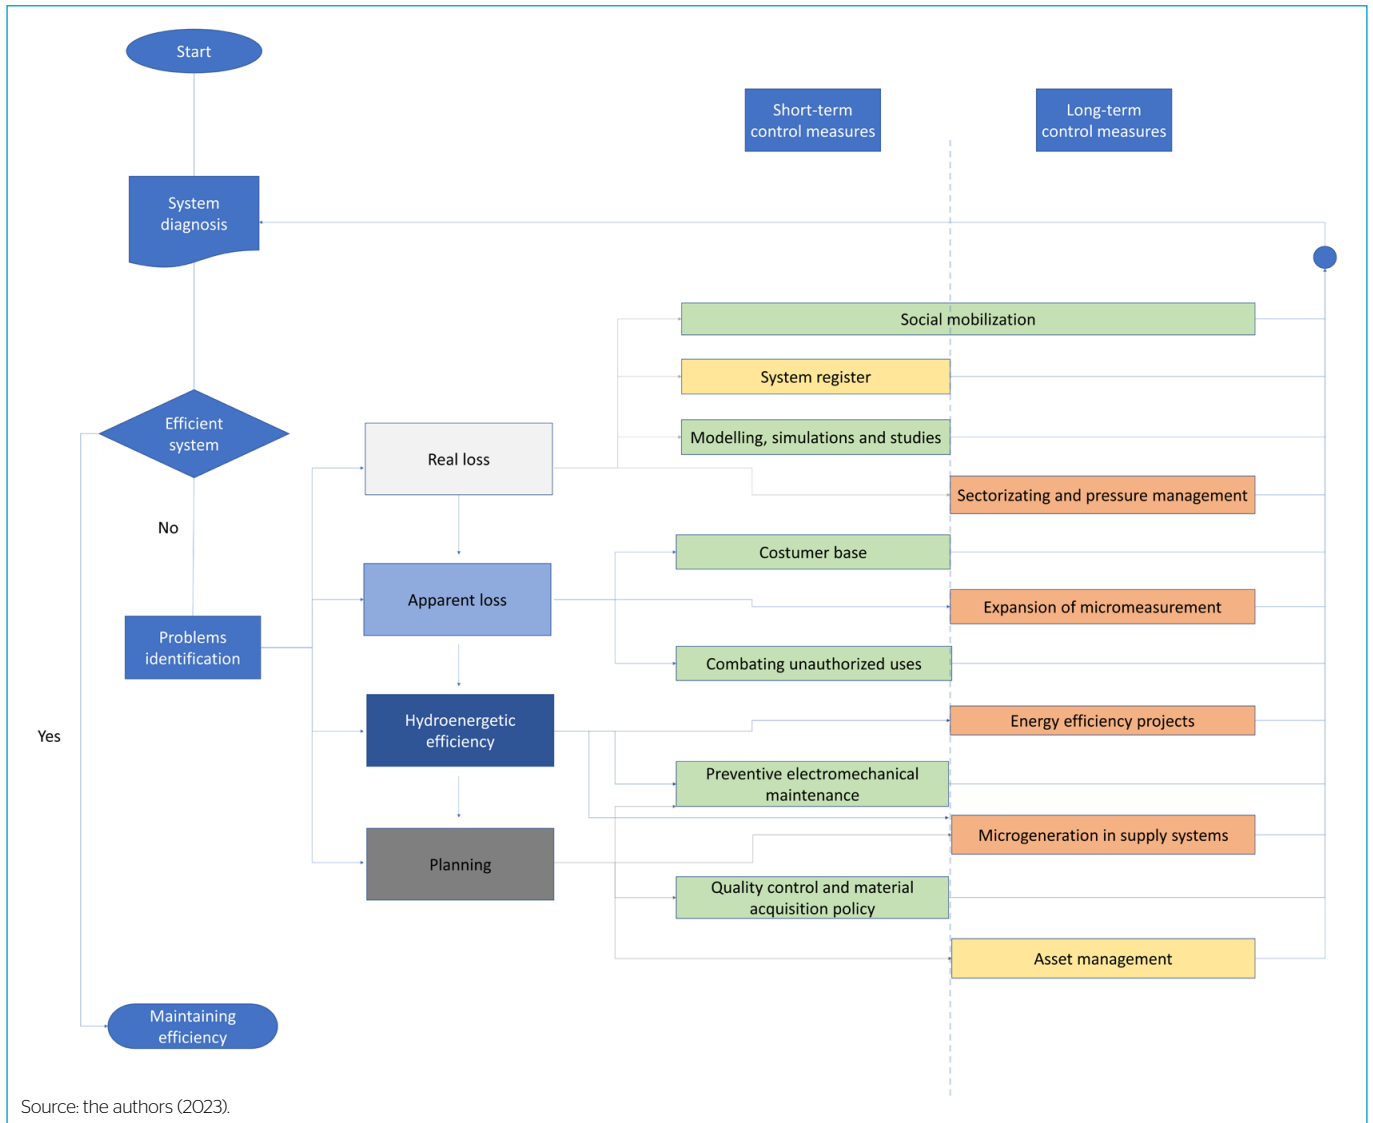 Start
Short-term
control measures
Long-term
control measures
System
diagnosis
Social mobilization
System register
Efficient
system
Modelling, simulations and studies
Real loss
Sectorizating and pressure management
No
Costumer base
Apparent loss
Expansion of micromeasurement
Problems
identification
Combating unauthorized uses
Hydroenergetic
efficiency
Energy efficiency projects
Yes
Preventive electromechanical
maintenance
Microgeneration in supply systems
Planning
Quality control and material
acquisition policy
Asset management
Maintaining
efficiency
Source: the authors (2023).